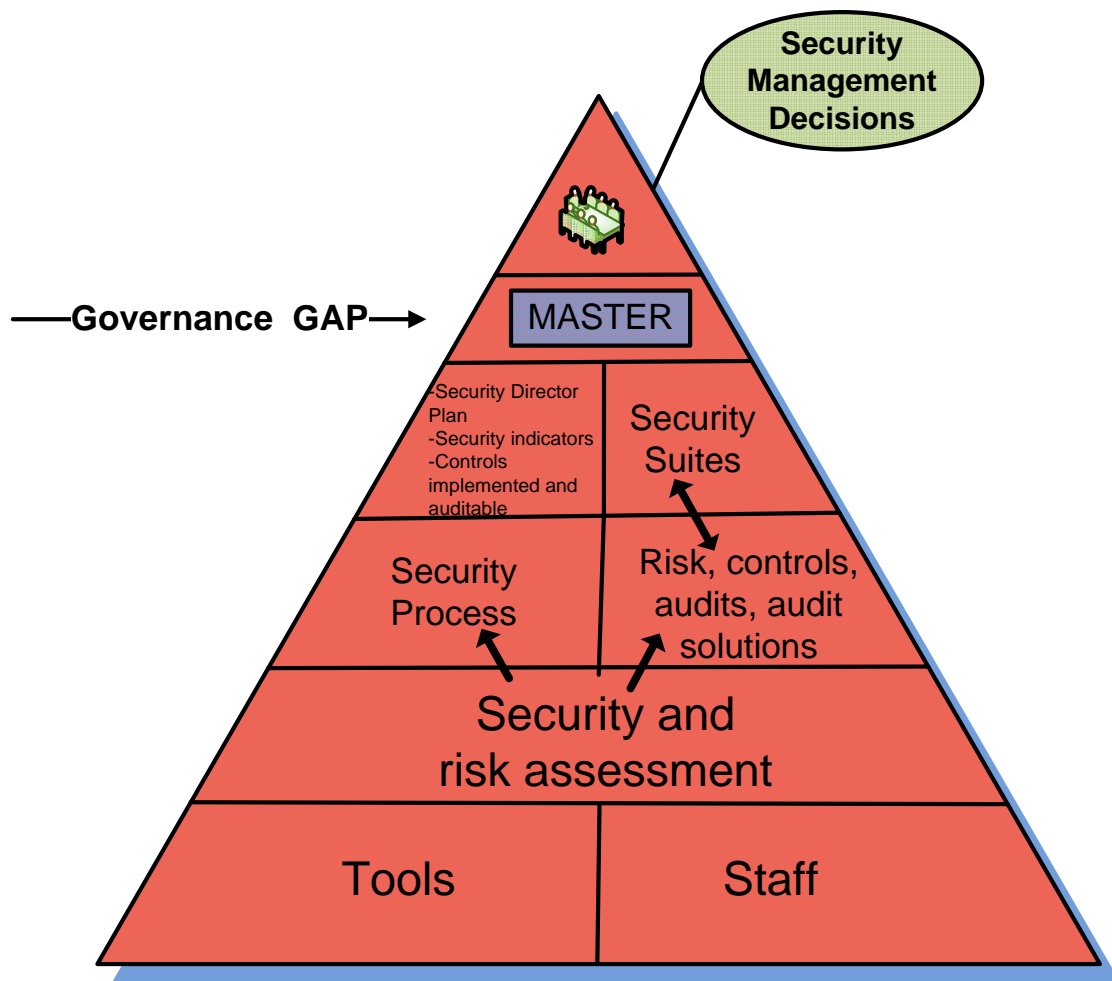 Security
Management
Decisions
Governance GAP
MASTER
-Security Director
Plan
-Security indicators
-Controls
implemented and
auditable
Security
Suites
Security
Process
Risk, controls,
audits, audit
solutions
Security and
risk assessment
Tools
Staff